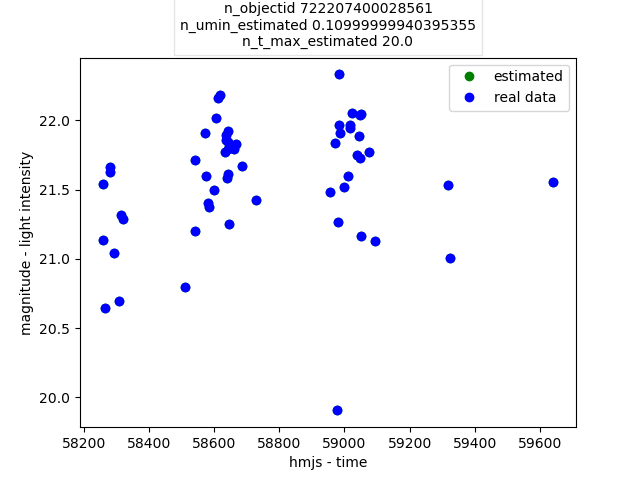 n_objectid 722207400028561
n_umin_estimated 0.10999999940395355
n_t_max_estimated 20.0
estimated
real data
magnitude - light intensity
22.0
21.5
21.0
20.5
20.0
58200 58400 58600 58800 59000 59200 59400 59600
hmjs - time